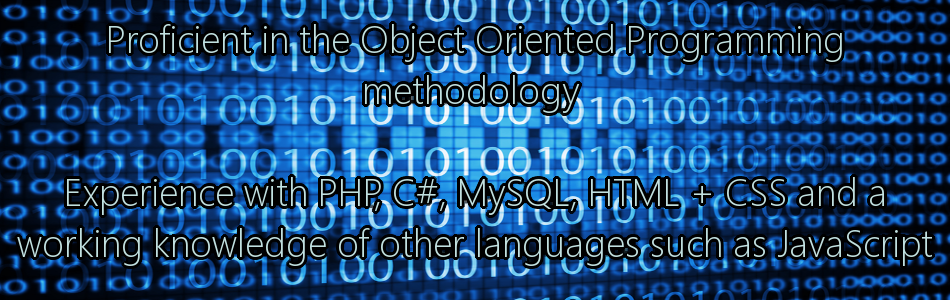 Proficient in the Object Oriented Programming
methodology
Experience with PHP, C#, MySQL, HTML + CSS and a
working knowledge of other languages such as JavaScript